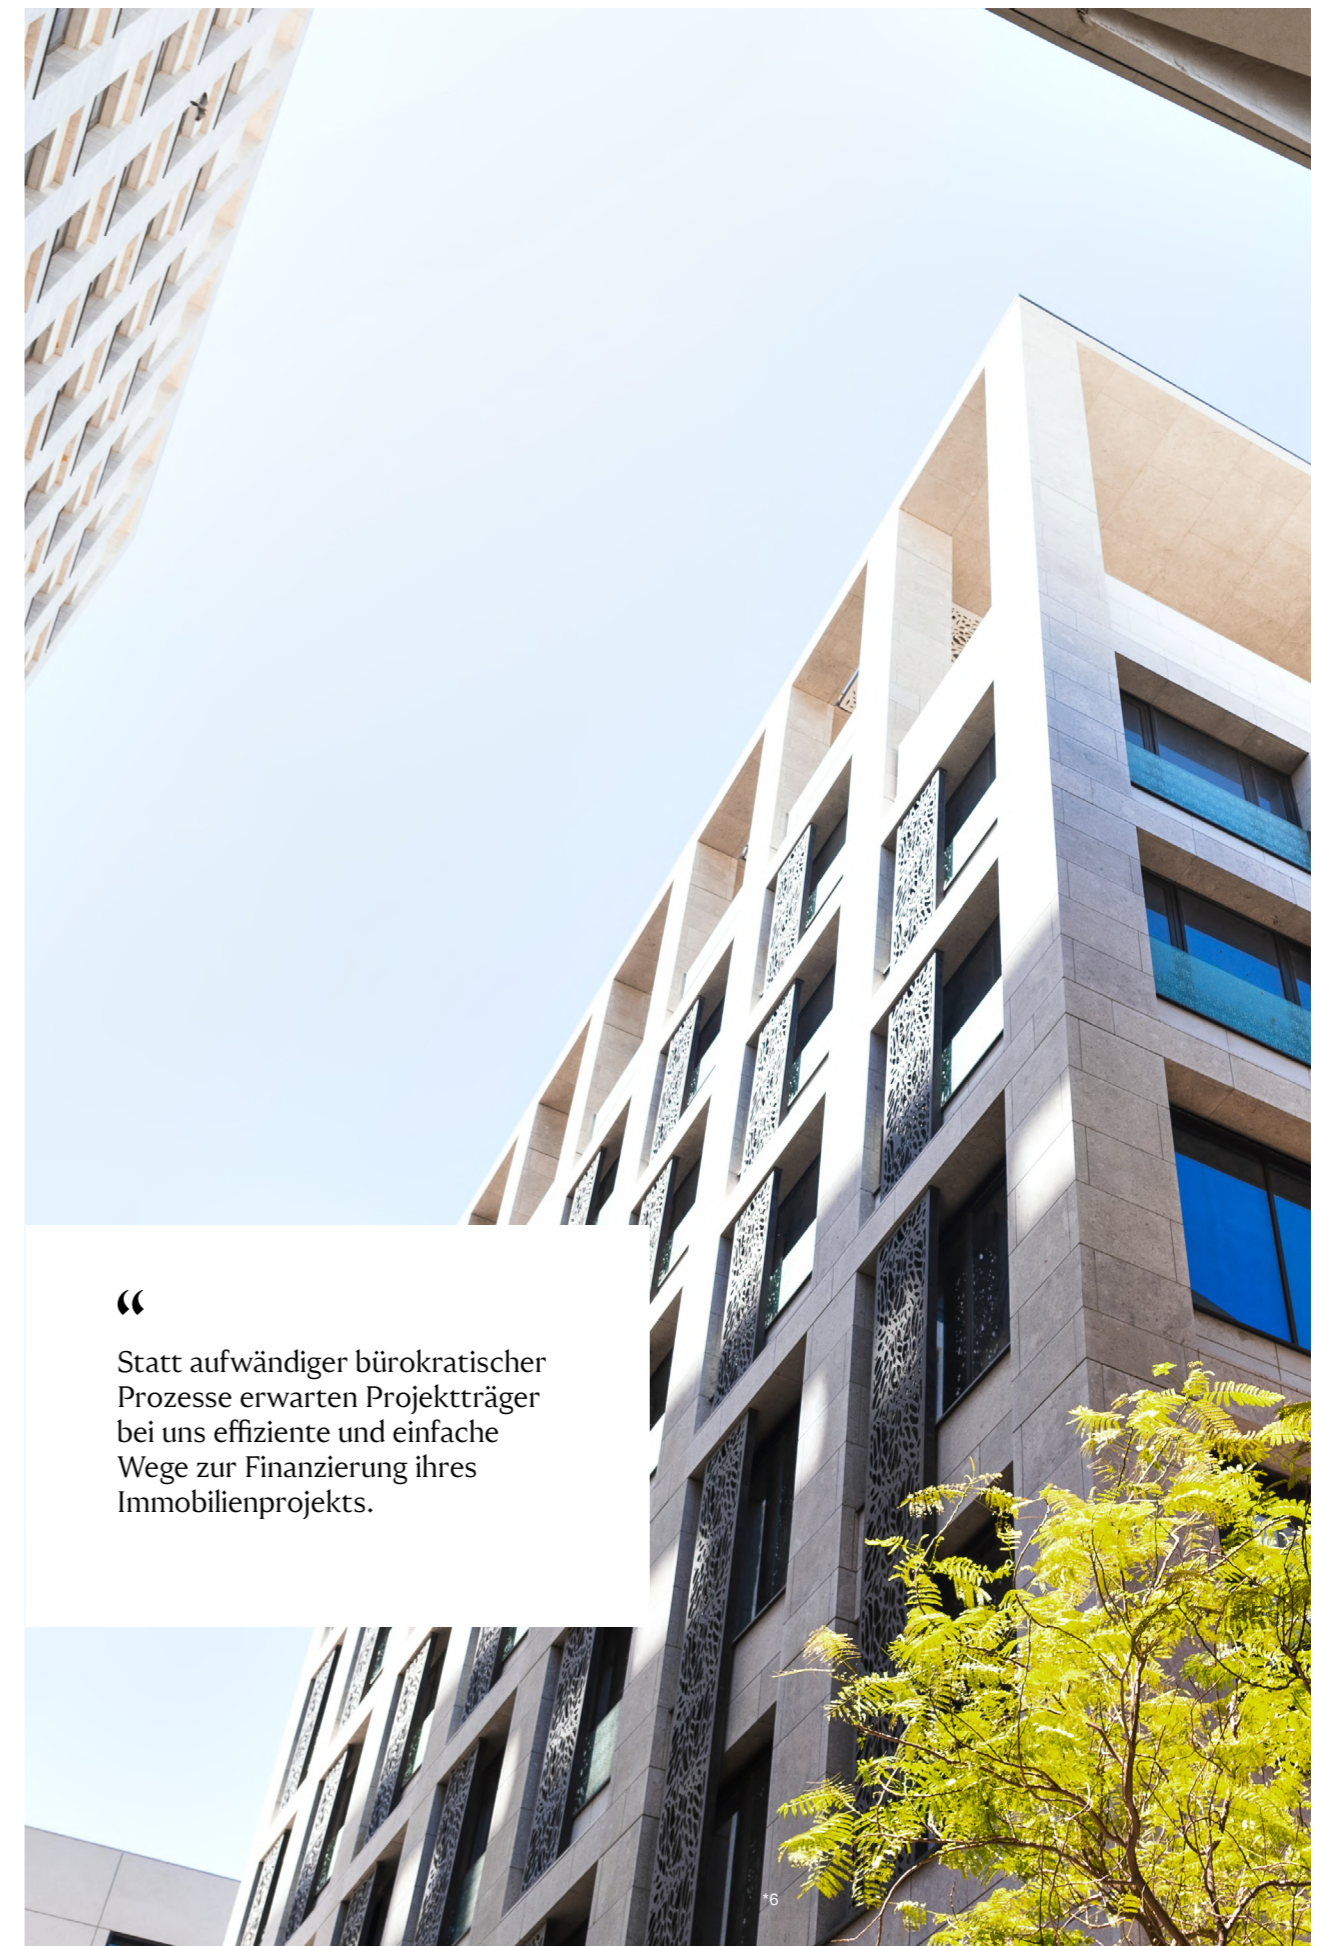 “
Statt aufwändiger bürokratischer
Prozesse erwarten Projektträger
bei uns effiziente und einfache
Wege zur Finanzierung ihres
Immobilienprojekts.
*6